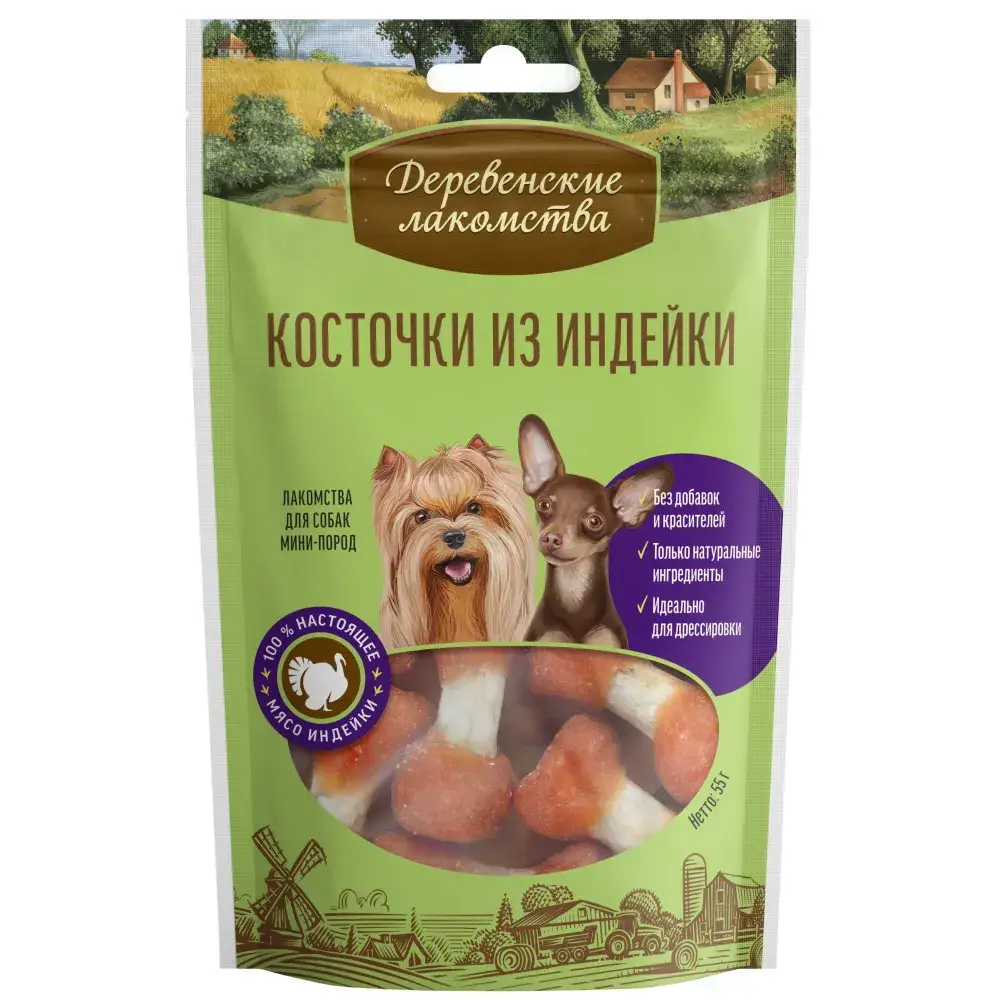 Деревенские
лакомства
КОСТОЧКИ ИЗ ИНДЕЙКИ
ЛАКОМСТВА
ДЛЯ СОБАК
МИНИ-ПОРОД
✓ Без добавок
и красителей
✓ Только натуральные
ингредиенты
✓ Идеально
для дрессировки
100 % НАСТОЯЩЕЕ
МЯСО ИНДЕЙКИ
Нетто: 55 г